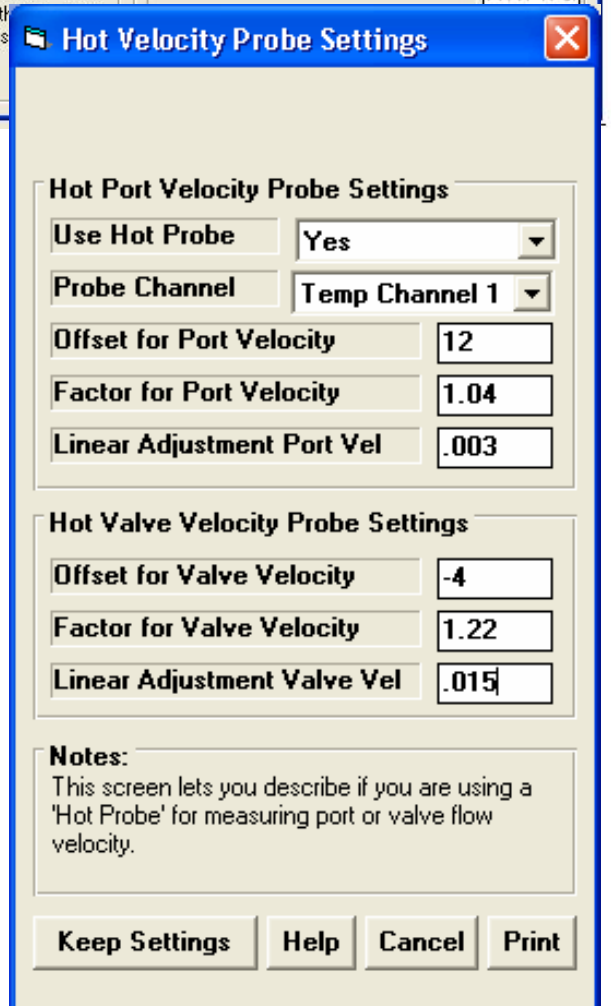 Hot Velocity Probe Settings
Hot Port Velocity Probe Settings
Use Hot Probe Yes
Probe Channel Temp Channel 1
Offset for Port Velocity 12
Factor for Port Velocity 1.04
Linear Adjustment Port Vel .003
Hot Valve Velocity Probe Settings
Offset for Valve Velocity -4
Factor for Valve Velocity 1.22
Linear Adjustment Valve Vel .015
Notes:
This screen lets you describe if you are using a
'Hot Probe' for measuring port or valve flow
velocity.
Keep Settings Help Cancel Print